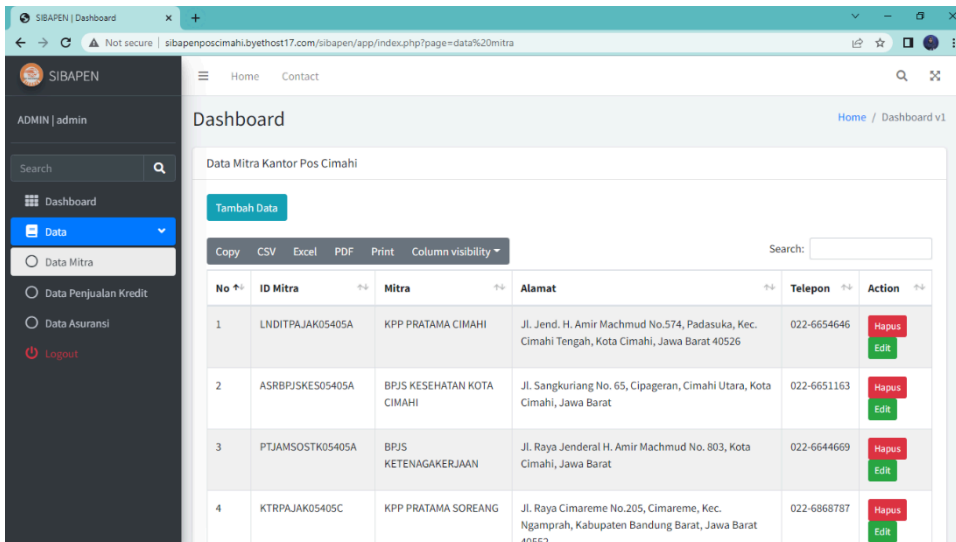 SIBAPEN | Dashboard
Not secure | sibapenposcimahi.byethost17.com/sibapen/app/index.php?page=data%20mitra
SIBAPEN
Home Contact
ADMIN | admin
Dashboard
Home / Dashboard v1
Search
Data Mitra Kantor Pos Cimahi
Dashboard
Tambah Data
Data
Copy CSV Excel PDF Print Column visibility
Search:
Data Mitra
No ID Mitra Mitra Alamat Telepon Action
Data Penjualan Kredit
Data Asuransi
Logout
1 LNDITPAJAK05405A KPP PRATAMA CIMAHI Jl. Jend. H. Amir Machmud No.574, Padasuka, Kec. 022-6654646 Hapus
Cimahi Tengah, Kota Cimahi, Jawa Barat 40526 Edit
2 ASRBPJSKES05405A BPJS KESEHATAN KOTA Jl. Sangkuriang No. 65, Cipageran, Cimahi Utara, Kota 022-6651163 Hapus
CIMAHI Cimahi, Jawa Barat Edit
3 PTJAMSOSTK05405A BPJS Jl. Raya Jenderal H. Amir Machmud No. 803, Kota 022-6644669 Hapus
KETENAGAKERJAAN Cimahi, Jawa Barat Edit
4 KTRPAJAK05405C KPP PRATAMA SOREANG Jl. Raya Cimareme No.205, Cimareme, Kec. 022-6868787 Hapus
Ngamprah, Kabupaten Bandung Barat, Jawa Barat Edit